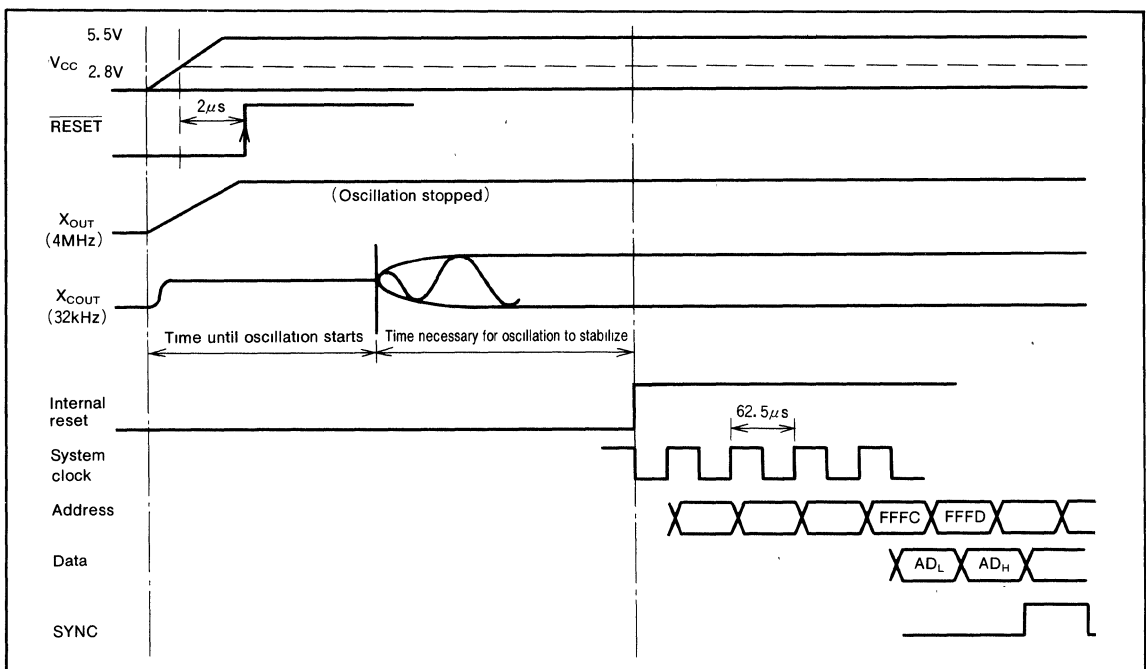 5.5V
VCC
2.8V
2μs
RESET
(Oscillation stopped)
XOUT
(4MHz)
XCOUT
(32kHz)
Time until oscillation starts
Time necessary for oscillation to stabilize
Internal
reset
62.5μs
System
clock
Address
FFFC
FFFD
Data
ADL
ADH
SYNC